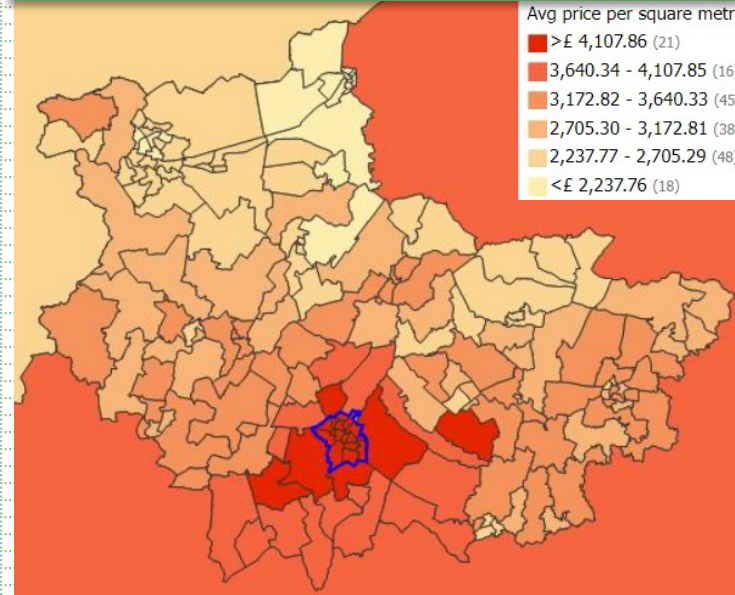 Avg price per square metr
>£ 4,107.86 (21)
3,640.34 - 4,107.85 (16)
3,172.82 - 3,640.33 (45
2,705.30 - 3,172.81 (38
2,237.77 - 2,705.29 (48)
<£ 2,237.76 (18)